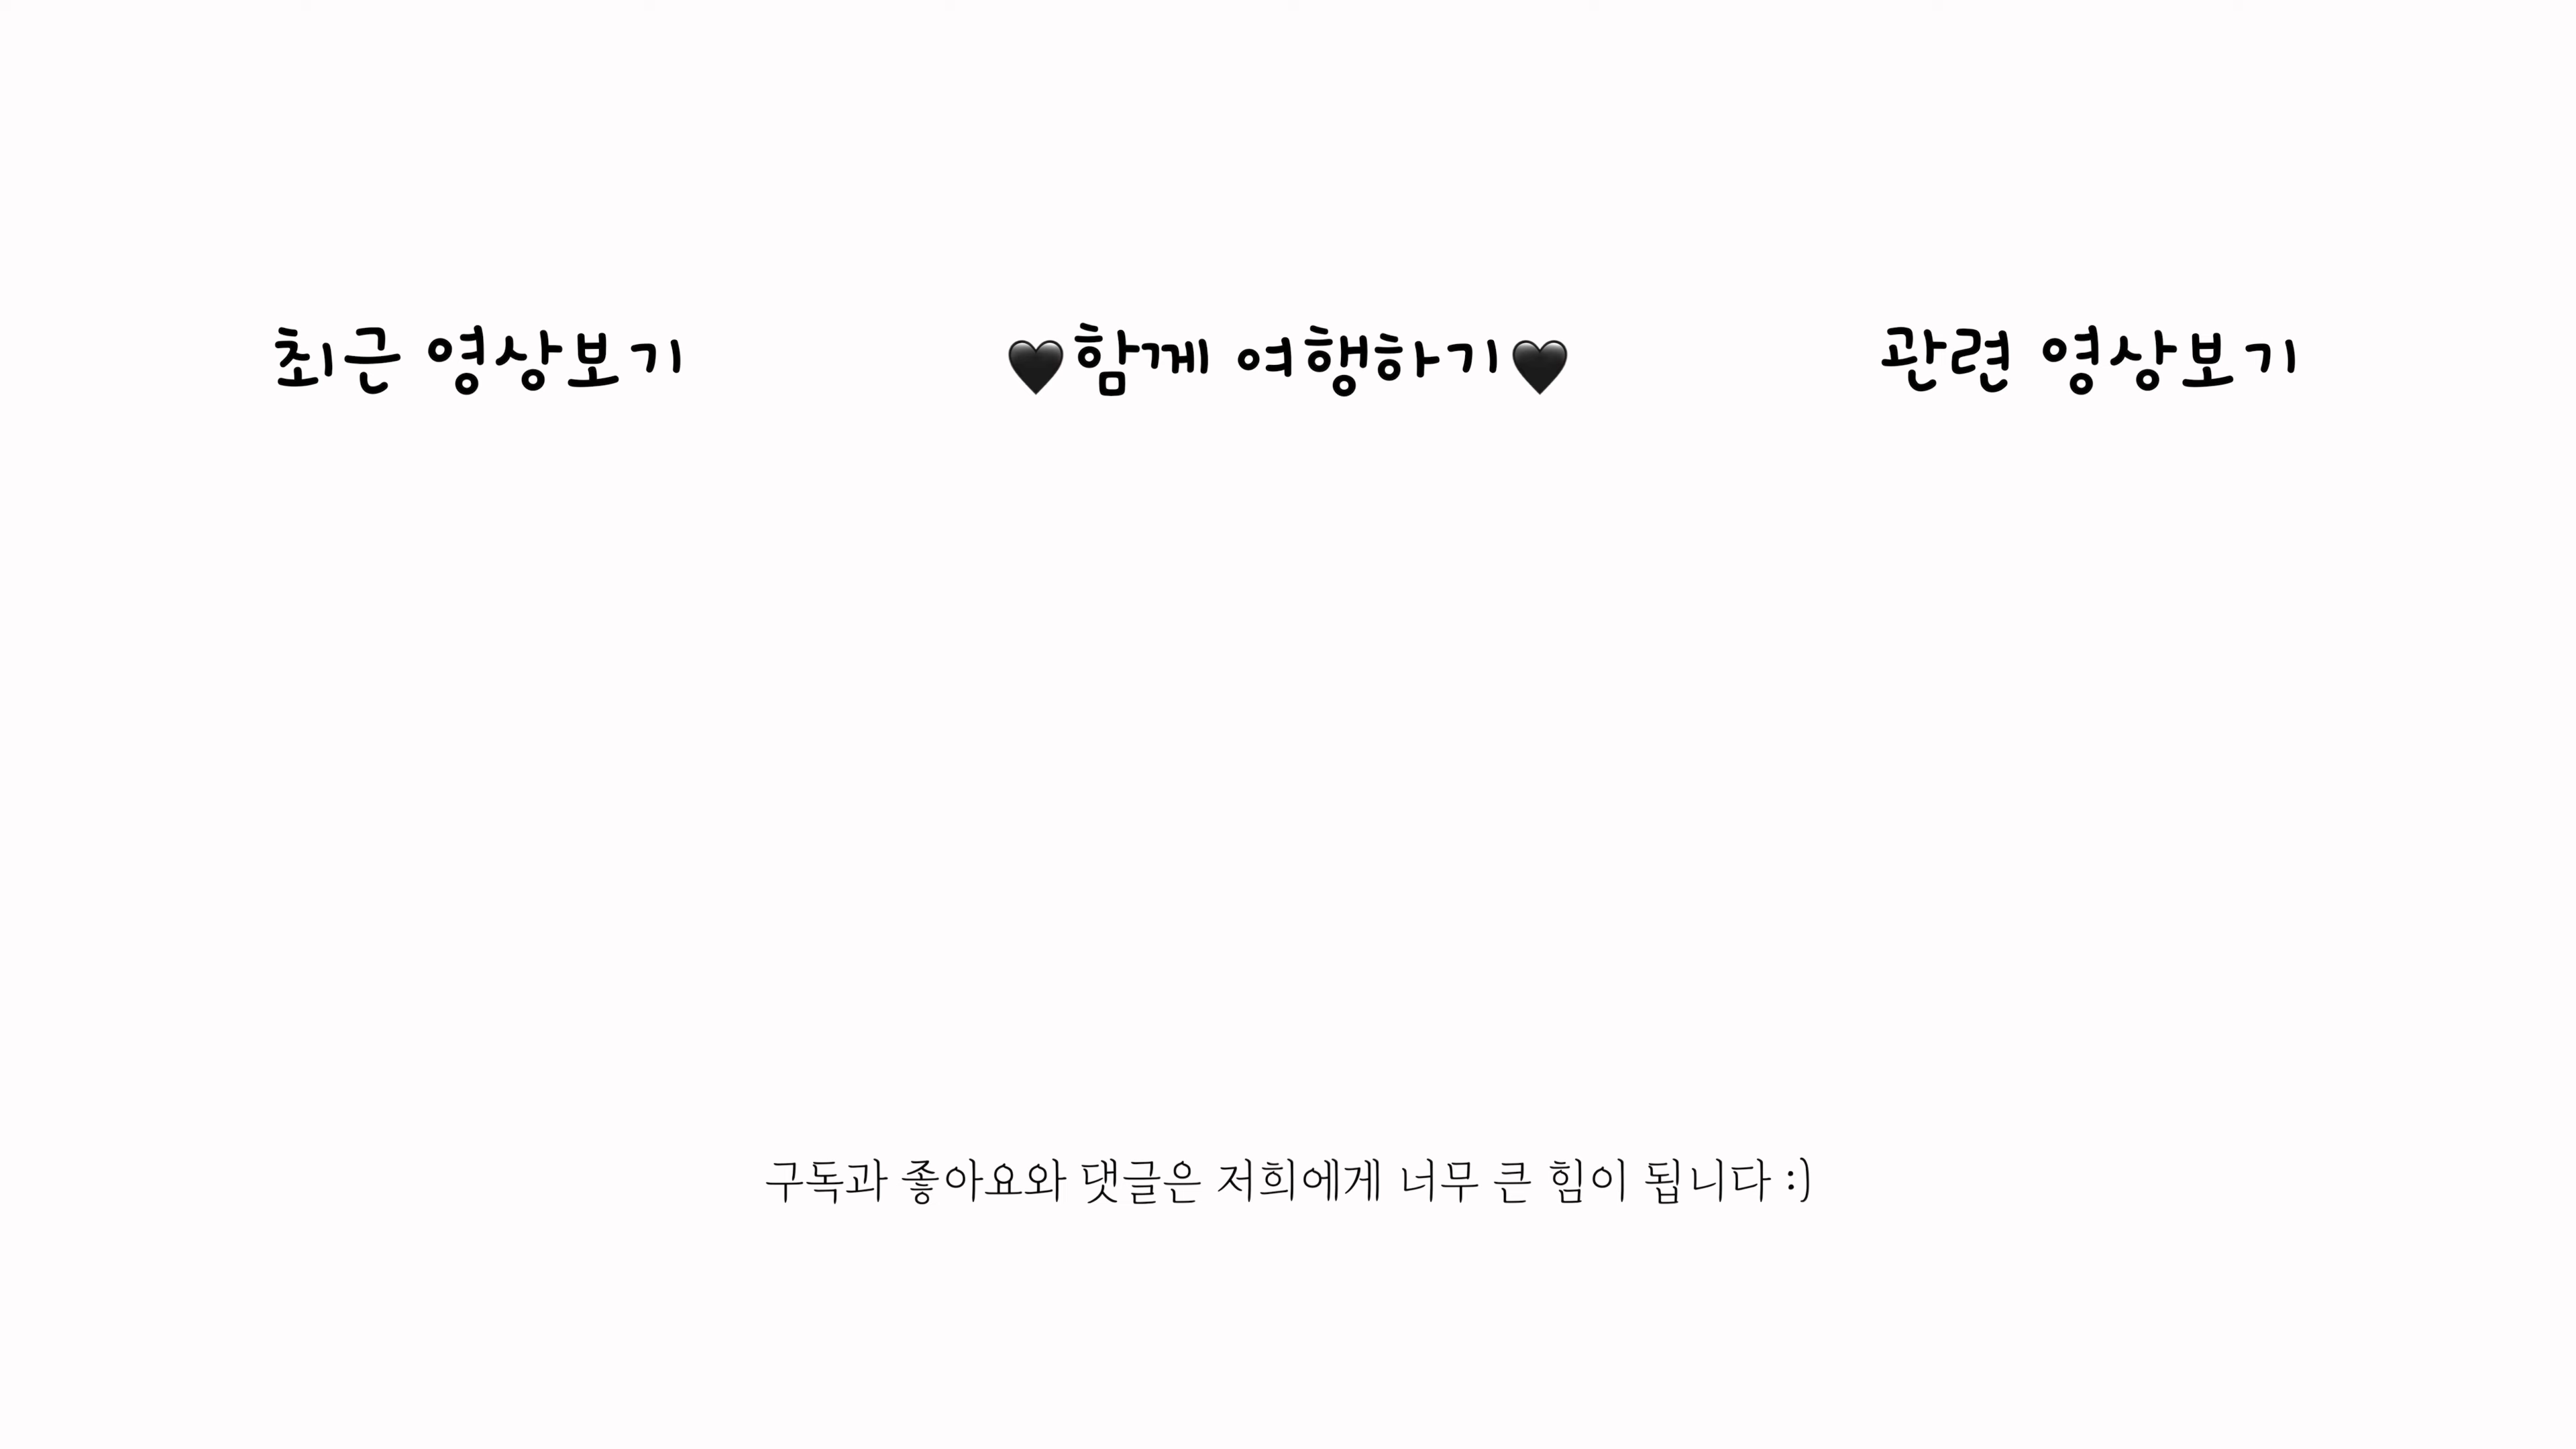 최근 영상보기
🖤함께 여행하기🖤
관련 영상보기
구독과 좋아요와 댓글은 저희에게 너무 큰 힘이 됩니다 :)